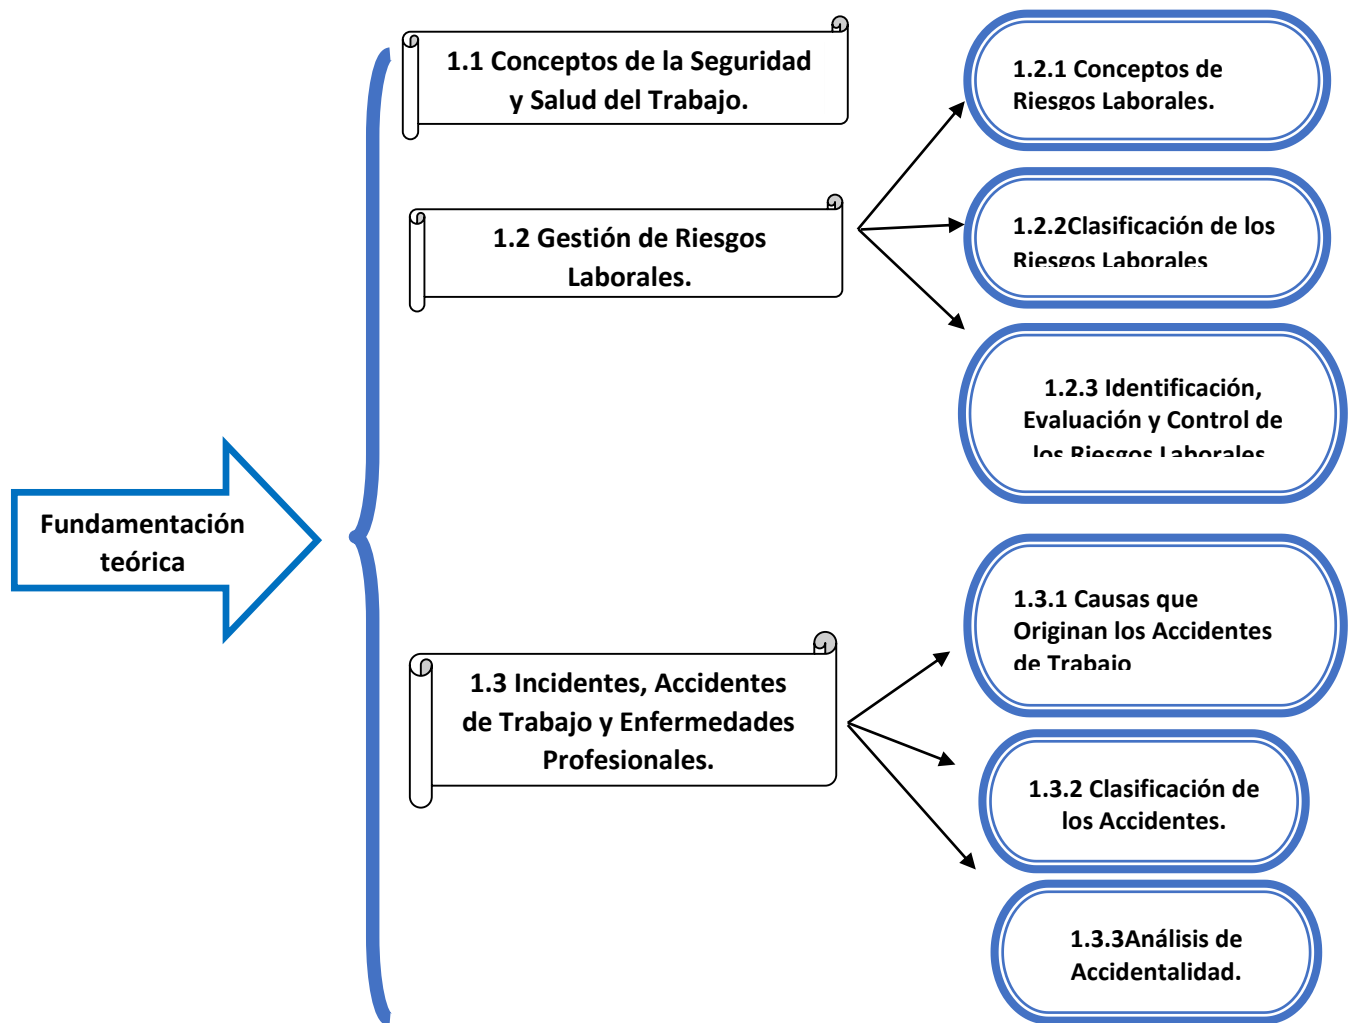 Fundamentación
teórica
1.1 Conceptos de la Seguridad
y Salud del Trabajo.
1.2 Gestión de Riesgos
Laborales.
1.2.1 Conceptos de
Riesgos Laborales.
1.2.2Clasificación de los
Riesgos Laborales
1.2.3 Identificación,
Evaluación y Control de
los Riesgos Laborales
1.3 Incidentes, Accidentes
de Trabajo y Enfermedades
Profesionales.
1.3.1 Causas que
Originan los Accidentes
de Trabajo
1.3.2 Clasificación de
los Accidentes.
1.3.3Análisis de
Accidentalidad.